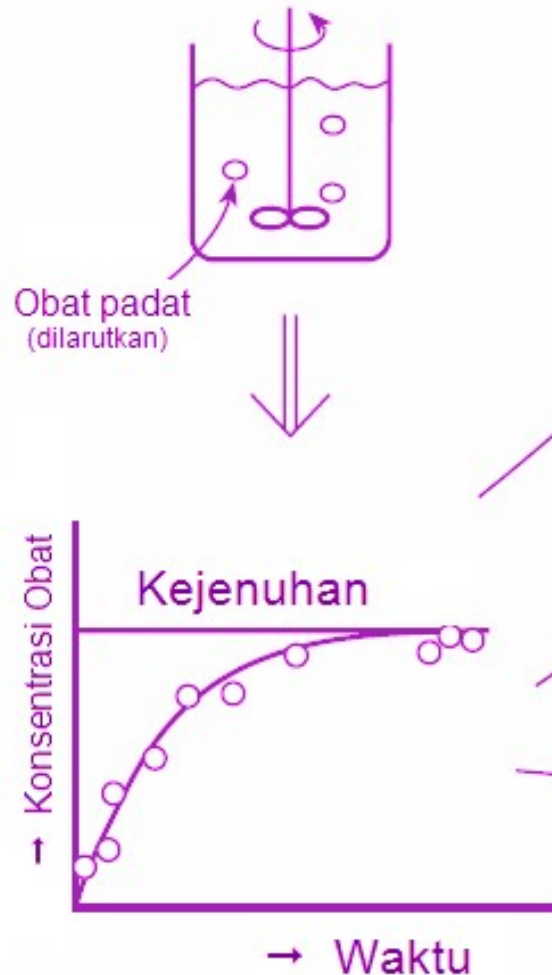 Obat padat
(dilarutkan)
Kejenuhan
→ Konsentrasi Obat
→ Waktu